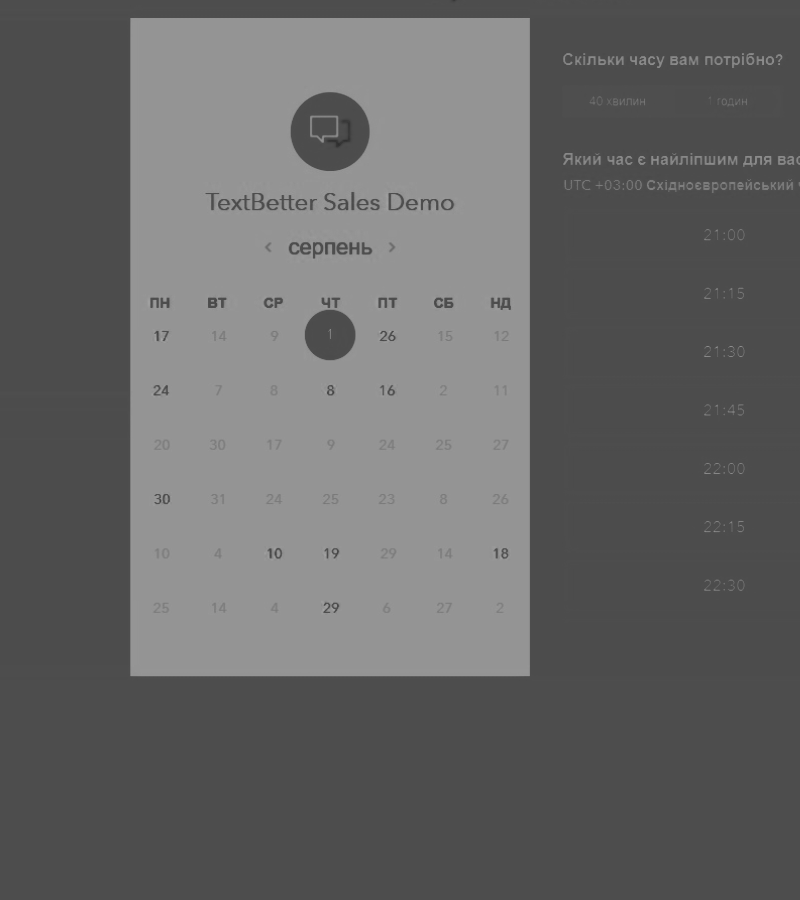 TextBetter Sales Demo
серпень
ПН ВТ СР ЧТ ПТ СБ НД
17 14 9 1 26 15 12
24 7 8 8 16 2 11
20 30 17 9 24 25 27
30 31 24 25 23 8 26
10 4 10 19 29 14 18
25 14 4 29 6 27 2
Скільки часу вам потрібно?
40 хвилин 1 годин
Який час є найліпшим для вас
UTC +03:00 Східноєвропейський
21:00
21:15
21:30
21:45
22:00
22:15
22:30